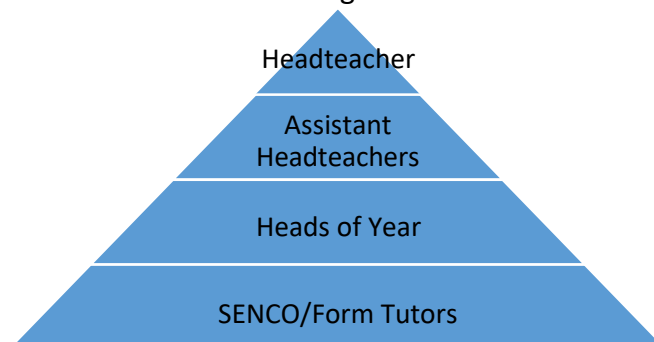 Headteacher
Assistant
Headteachers
Heads of Year
SENCO/Form Tutors